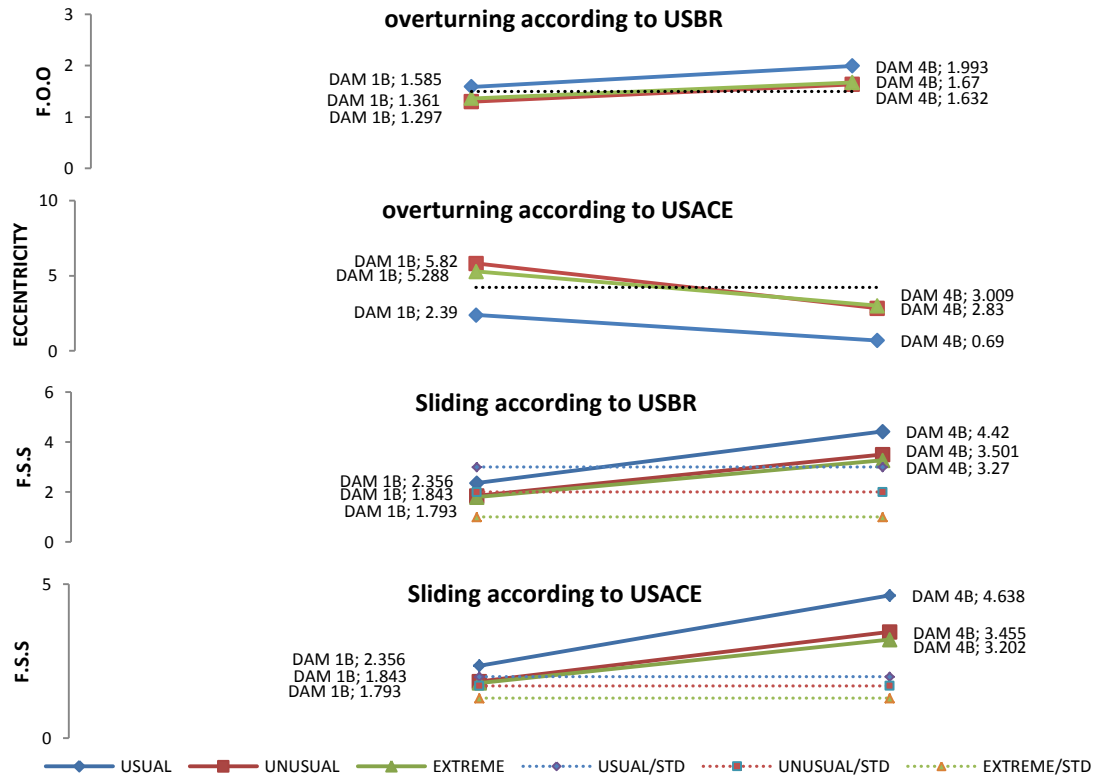 overturning according to USBR
3
2
1
0
F.O.O
DAM 1B; 1.585
DAM 1B; 1.361
DAM 1B; 1.297
DAM 4B; 1.993
DAM 4B; 1.67
DAM 4B; 1.632
overturning according to USACE
10
5
0
ECCENTRICITY
DAM 1B; 5.82
DAM 1B; 5.288
DAM 1B; 2.39
DAM 4B; 3.009
DAM 4B; 2.83
DAM 4B; 0.69
Sliding according to USBR
6
4
2
0
F.S.S
DAM 1B; 2.356
DAM 1B; 1.843
DAM 1B; 1.793
DAM 4B; 4.42
DAM 4B; 3.501
DAM 4B; 3.27
Sliding according to USACE
5
0
F.S.S
DAM 1B; 2.356
DAM 1B; 1.843
DAM 1B; 1.793
DAM 4B; 4.638
DAM 4B; 3.455
DAM 4B; 3.202
USUAL UNUSUAL EXTREME USUAL/STD UNUSUAL/STD EXTREME/STD